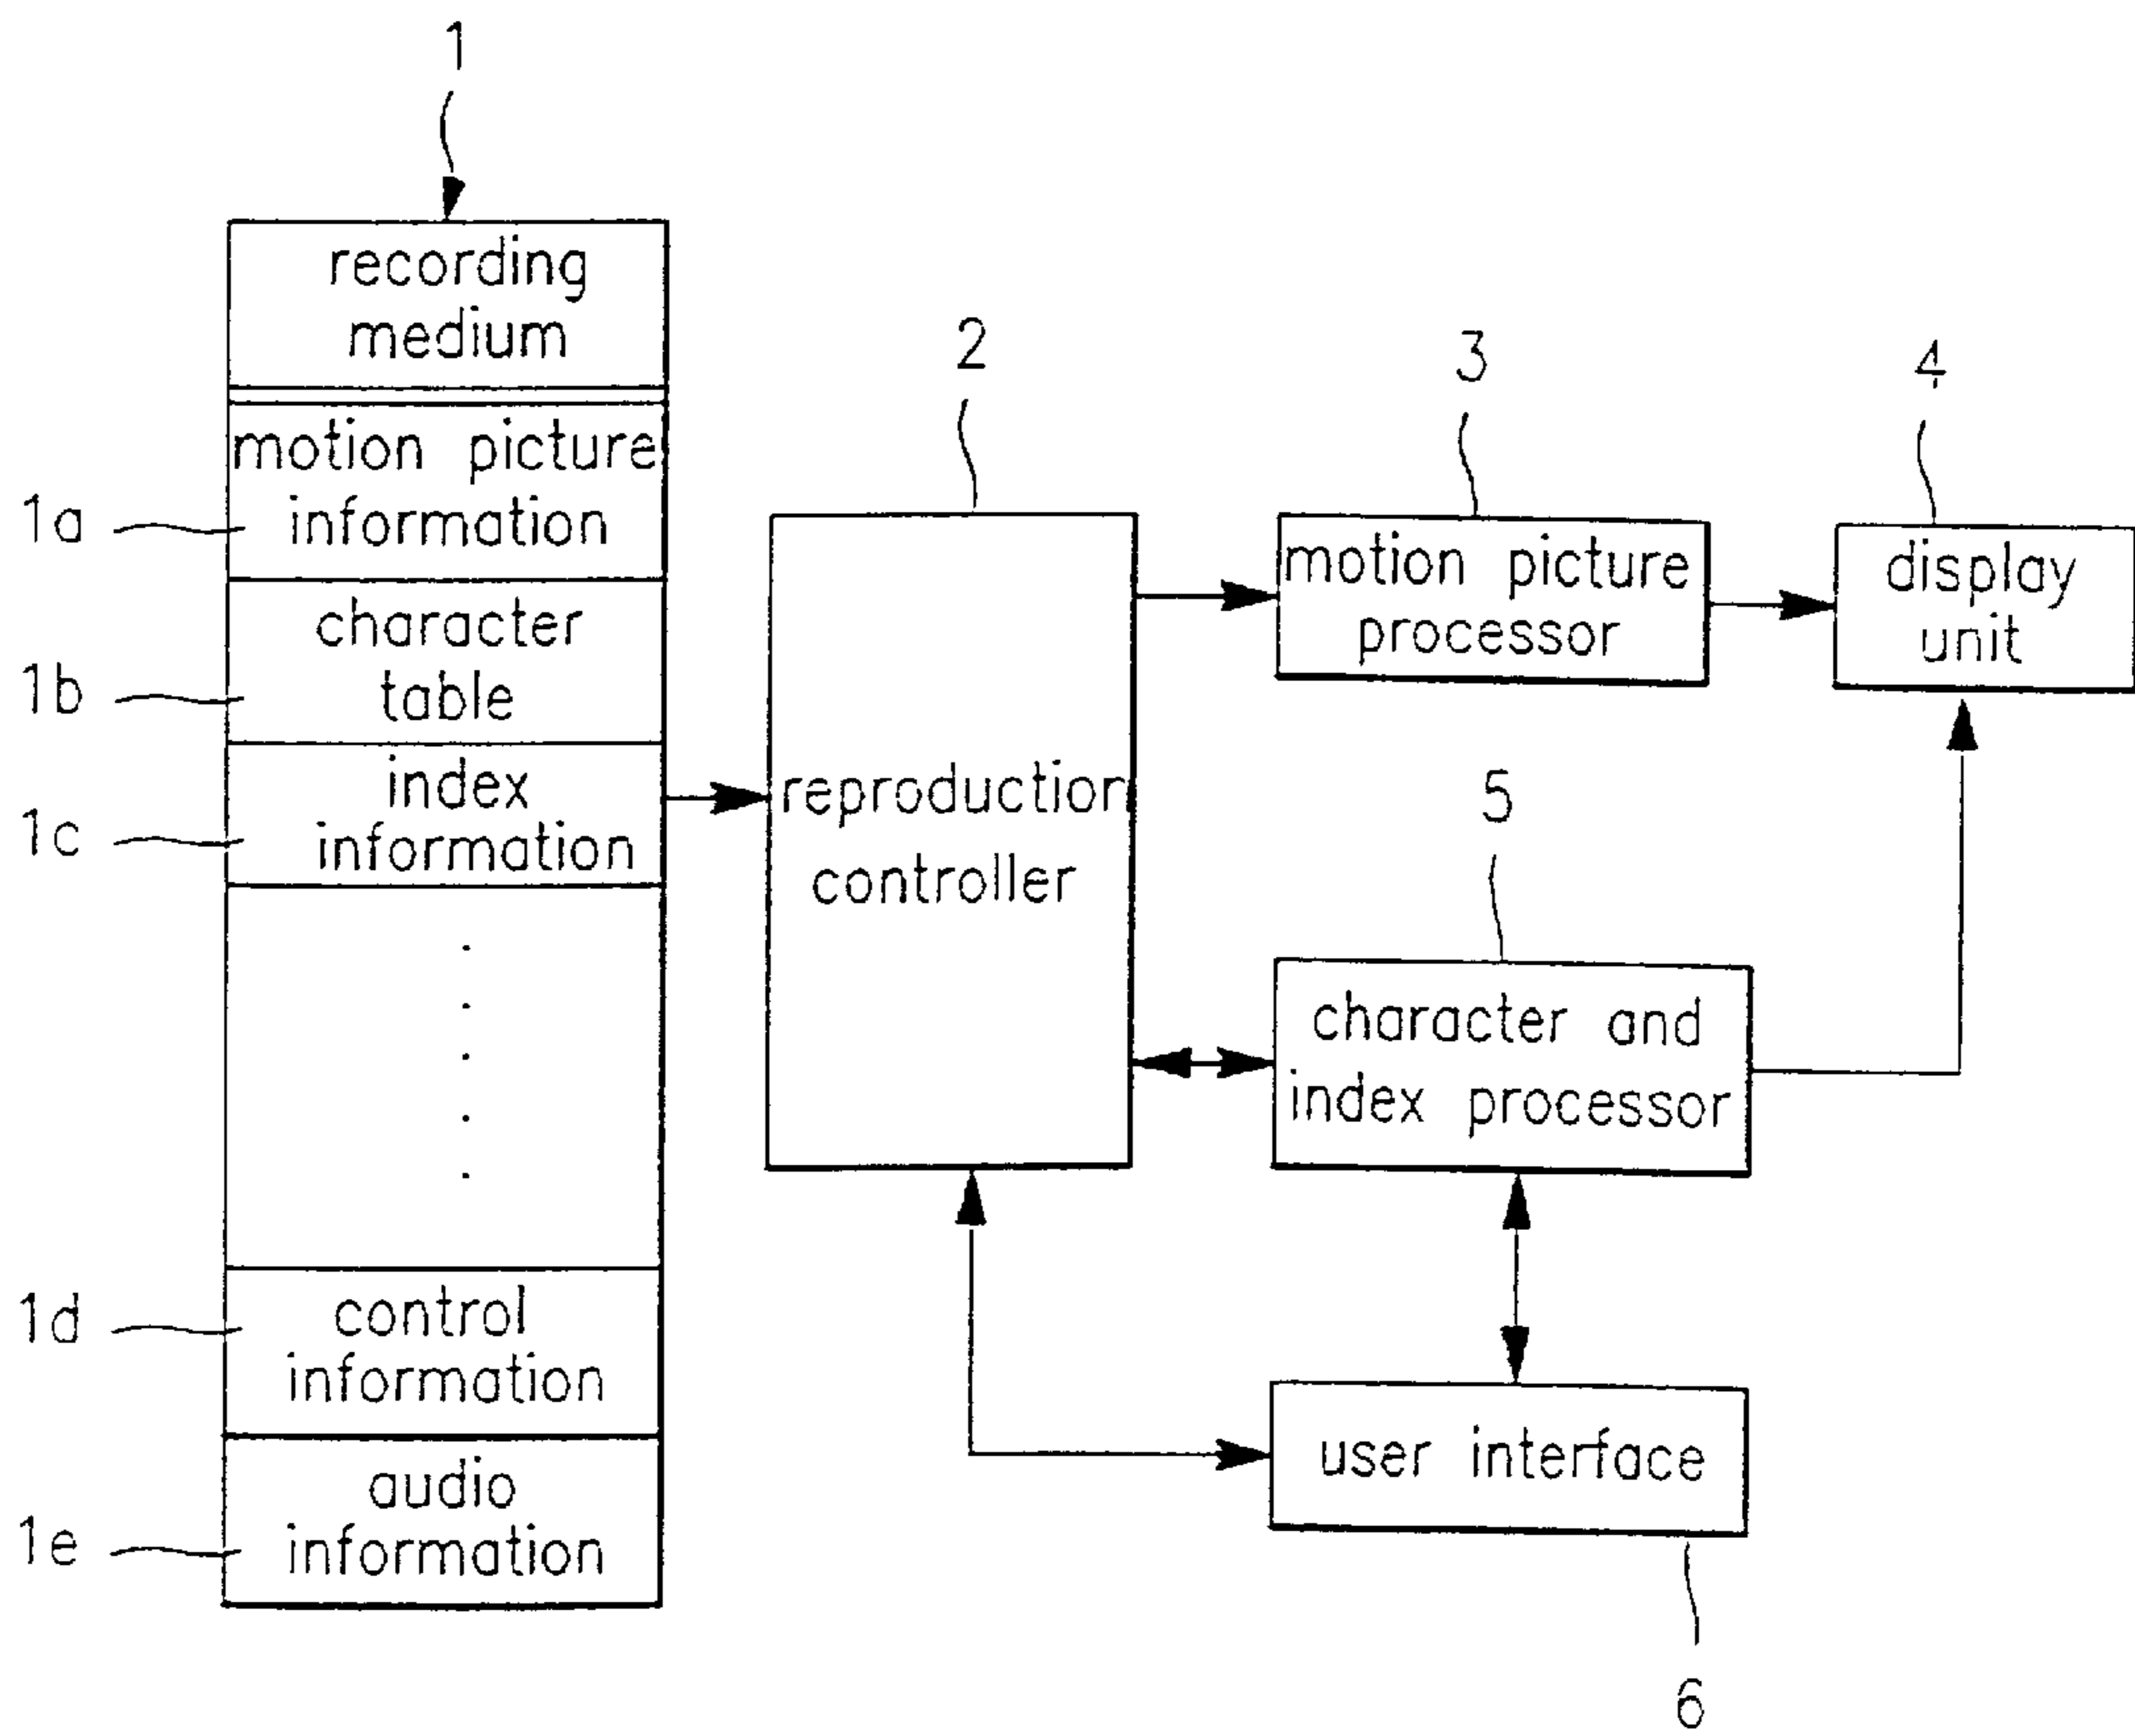 1
recording
medium
motion picture
information
1a
character
table
1b
index
information
1c
control
information
1d
audio
information
1e
2
reproduction
controller
3
motion picture
processor
4
display
unit
5
character and
index processor
user interface
6